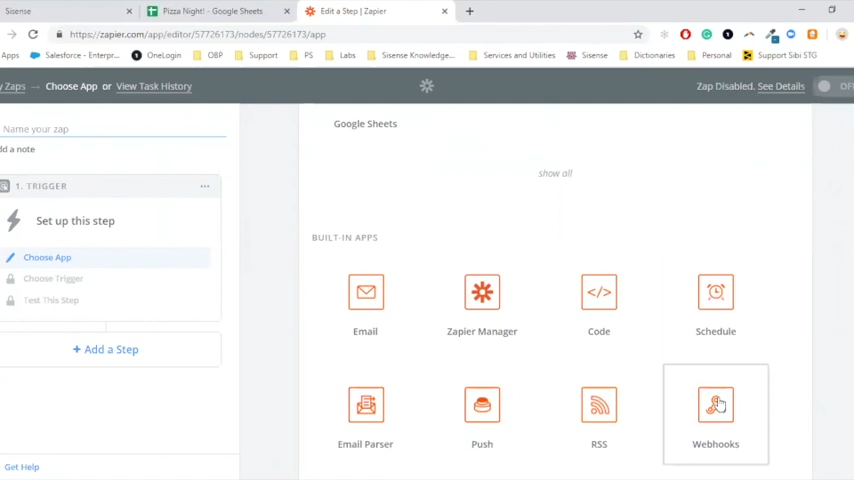 Sisense
Pizza Night! - Google Sheets
Edit a Step | Zapier
https://zapier.com/app/editor/57726173/nodes/57726173/app
Apps
Salesforce - Enterpr...
OneLogin
OBP
Support
PS
Labs
Sisense Knowledge...
Services and Utilities
Sisense
Dictionaries
Personal
Support Sibi STG
y Zaps → Choose App or View Task History
Zap Disabled. See Details
OF
Name your zap
dd a note
1. TRIGGER
Set up this step
Choose App
Choose Trigger
Test This Step
+ Add a Step
Get Help
Google Sheets
show all
BUILT-IN APPS
Email
Zapier Manager
Code
Schedule
Email Parser
Push
RSS
Webhooks